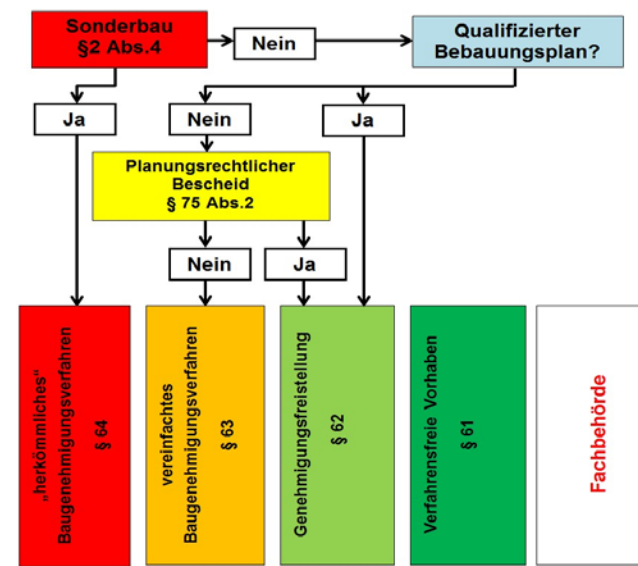 Sonderbau
§2 Abs.4
Nein
Qualifizierter
Bebauungsplan?
Ja
Nein
Ja
Planungsrechtlicher
Bescheid
§ 75 Abs.2
Nein
Ja
„herkömmliches“
Baugenehmigungsverfahren
§ 64
vereinfachtes
Baugenehmigungsverfahren
§ 63
Genehmigungsfreistellung
§ 62
Verfahrensfreie Vorhaben
§ 61
Fachbehörde